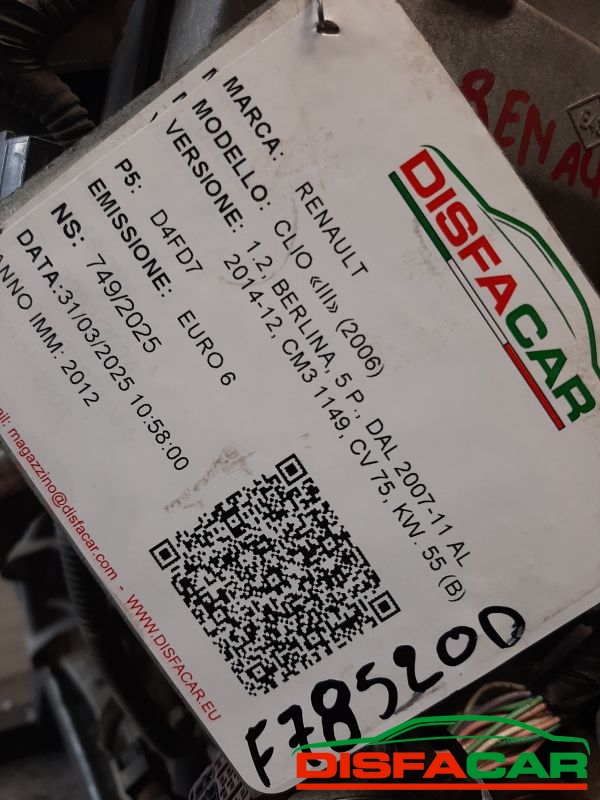 MARCA: RENAULT
MODELLO: CLIO «III» (2006)
VERSIONE: 1.2, BERLINA, 5 P., DAL 2007-11 AL
2014-12, CM3 1149, CV 75, KW. 55 (B)
P5: D4FD7
EMISSIONE: EURO 6
NS: 749/2025
DATA:31/03/2025 10:58:00
ANNO IMM: 2012
magazzino@disfacar.com - WWW.DISFACAR.EU
DISFACAR
RENAU
F78520D
DISFACAR